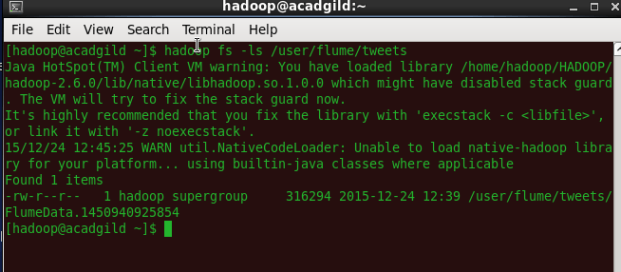 hadoop@acadgild:~
File Edit View Search Terminal Help
[hadoop@acadgild ~]$ hadoop fs -ls /user/flume/tweets
Java HotSpot(TM) Client VM warning: You have loaded library /home/hadoop/HADOOP/
hadoop-2.6.0/lib/native/libhadoop.so.1.0.0 which might have disabled stack guard
. The VM will try to fix the stack guard now.
It's highly recommended that you fix the library with 'execstack -c <libfile>',
or link it with '-z noexecstack'.
15/12/24 12:45:25 WARN util.NativeCodeLoader: Unable to load native-hadoop libra
ry for your platform... using builtin-java classes where applicable
Found 1 items
-rw-r--r--   1 hadoop supergroup     316294 2015-12-24 12:39 /user/flume/tweets/
FlumeData.1450940925854
[hadoop@acadgild ~]$